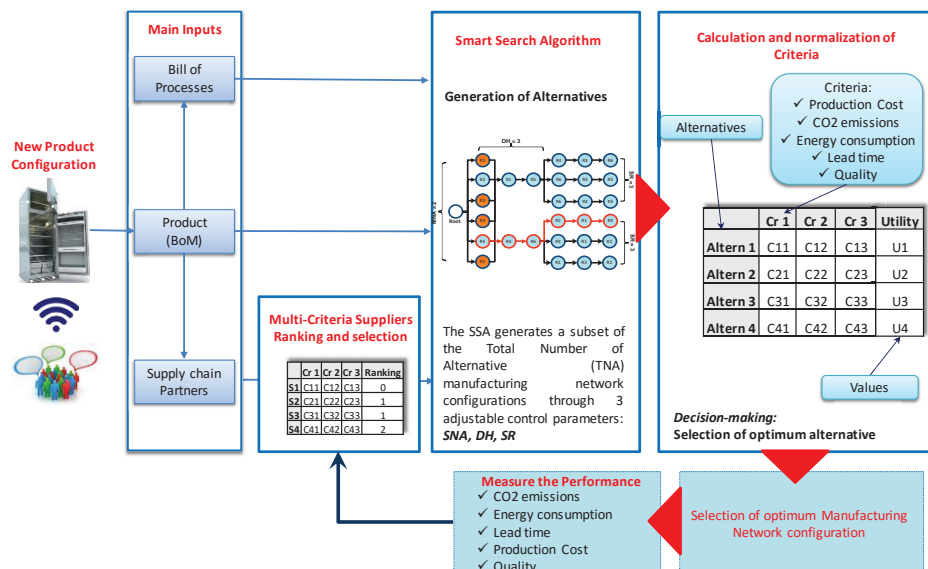 Main Inputs
Bill of
Processes
New Product
Configuration
Product
(BoM)
Supply chain
Partners
Multi-Criteria Suppliers
Ranking and selection
Cr 1 Cr 2 Cr 3 Ranking
S1 C11 C12 C13 0
S2 C21 C22 C23 1
S3 C31 C32 C33 1
S4 C41 C42 C43 2
Smart Search Algorithm
Generation of Alternatives
DH = 3
SNA = 2
Root
SR = 3
SR = 3
The SSA generates a subset of
the Total Number of
Alternative (TNA)
manufacturing network
configurations through 3
adjustable control parameters:
SNA, DH, SR
Calculation and normalization of
Criteria
Criteria:
✓ Production Cost
✓ CO2 emissions
✓ Energy consumption
✓ Lead time
✓ Quality
Alternatives
Cr 1 Cr 2 Cr 3 Utility
Altern 1 C11 C12 C13 U1
Altern 2 C21 C22 C23 U2
Altern 3 C31 C32 C33 U3
Altern 4 C41 C42 C43 U4
Values
Decision-making:
Selection of optimum alternative
Measure the Performance
✓ CO2 emissions
✓ Energy consumption
✓ Lead time
✓ Production Cost
✓ Quality
Selection of optimum Manufacturing
Network configuration